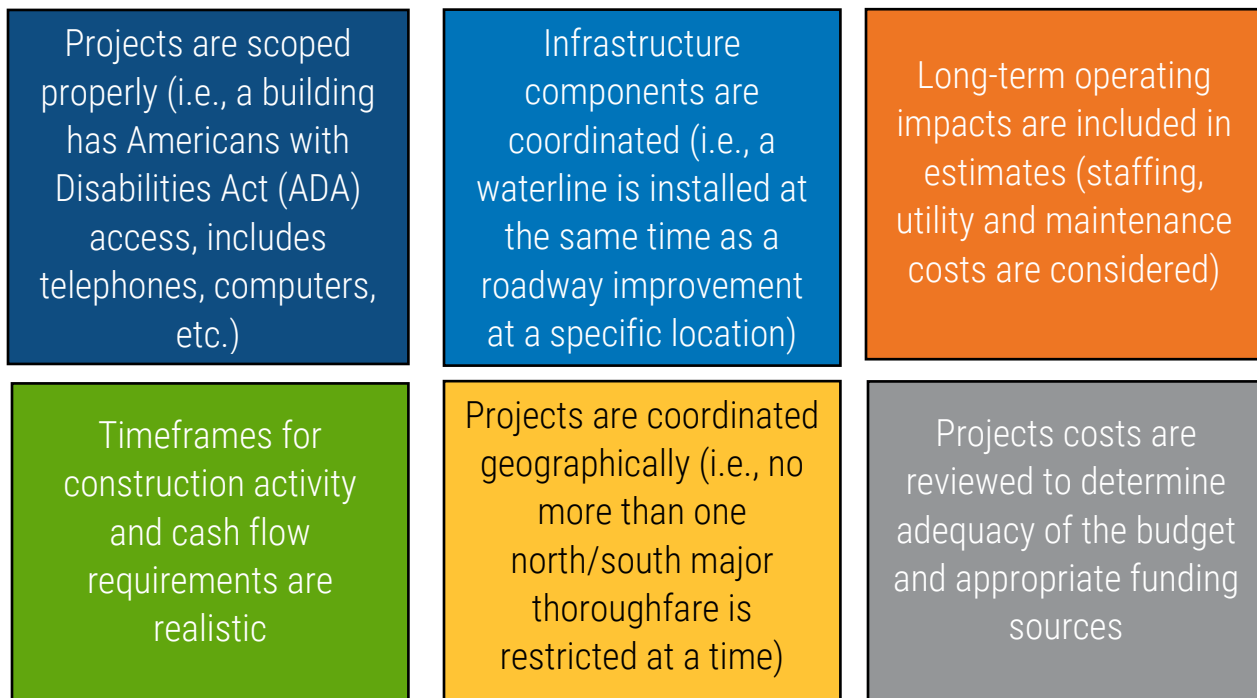 Projects are scoped
properly (i.e., a building
has Americans with
Disabilities Act (ADA)
access, includes
telephones, computers,
etc.)
Infrastructure
components are
coordinated (i.e., a
waterline is installed at
the same time as a
roadway improvement
at a specific location)
Long-term operating
impacts are included in
estimates (staffing,
utility and maintenance
costs are considered)
Timeframes for
construction activity
and cash flow
requirements are
realistic
Projects are coordinated
geographically (i.e., no
more than one
north/south major
thoroughfare is
restricted at a time)
Projects costs are
reviewed to determine
adequacy of the budget
and appropriate funding
sources